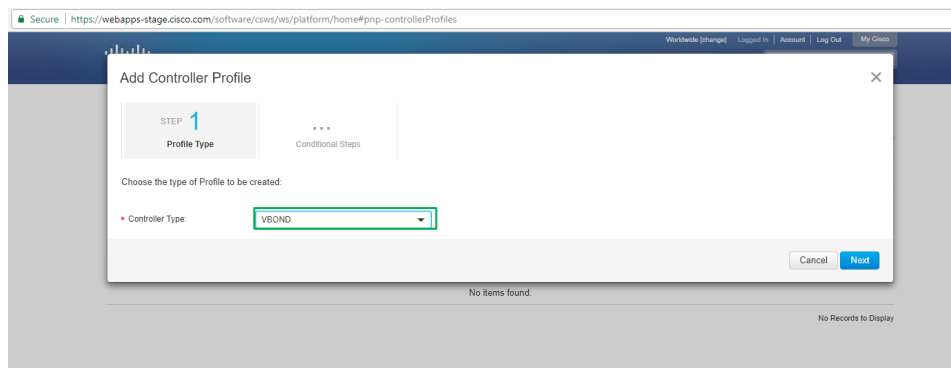 Secure | https://webapps-stage.cisco.com/software/csws/ws/platform/home#pnp-controllerProfiles
Worldwide [change] Logged In | Account | Log Out My Cisco
Add Controller Profile
STEP 1
Profile Type
...
Conditional Steps
Choose the type of Profile to be created:
* Controller Type: VBOND
Cancel Next
No items found.
No Records to Display